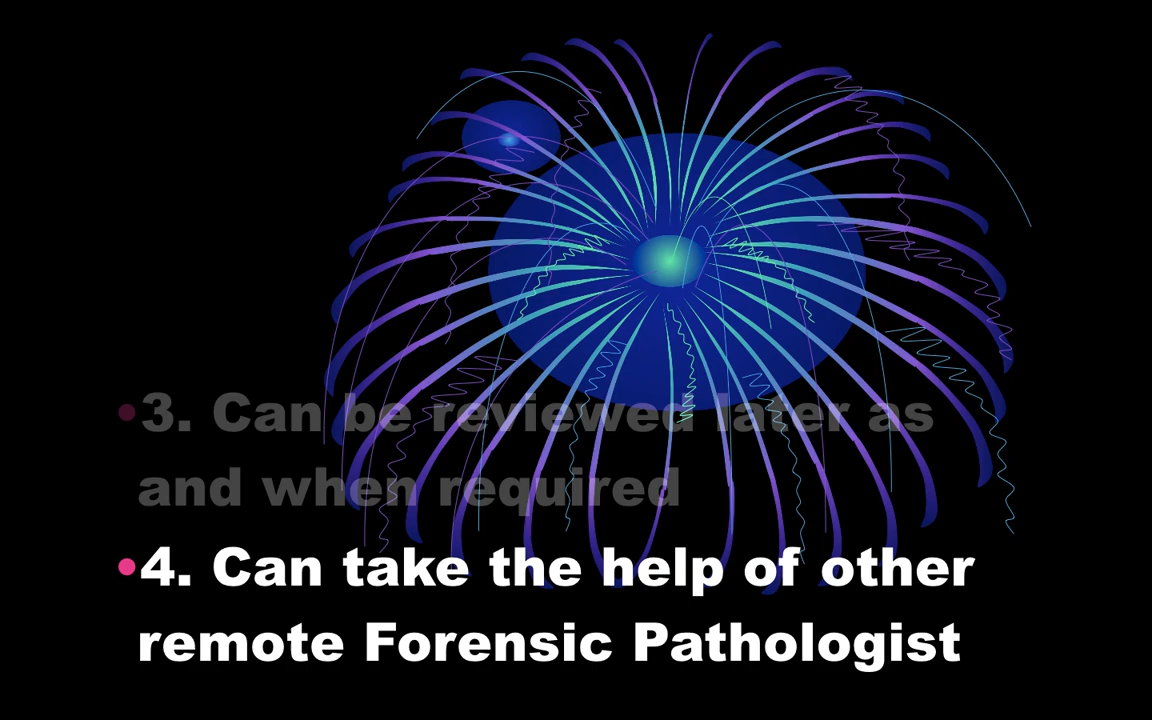 •3. Can be reviewed later as
and when required
•4. Can take the help of other
remote Forensic Pathologist